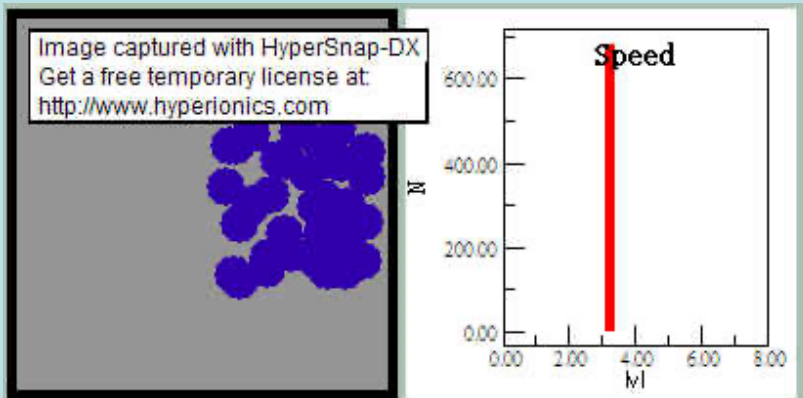 Image captured with HyperSnap-DX
Get a free temporary license at:
http://www.hyperionics.com
Speed
600.00
400.00
N
200.00
0.00
0.00 2.00 4.00 6.00 8.00
|v|